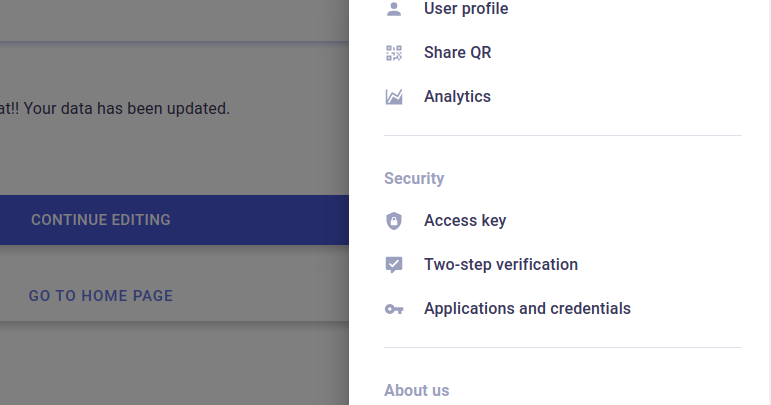 at!! Your data has been updated.
CONTINUE EDITING
GO TO HOME PAGE
User profile
Share QR
Analytics
Security
Access key
Two-step verification
Applications and credentials
About us